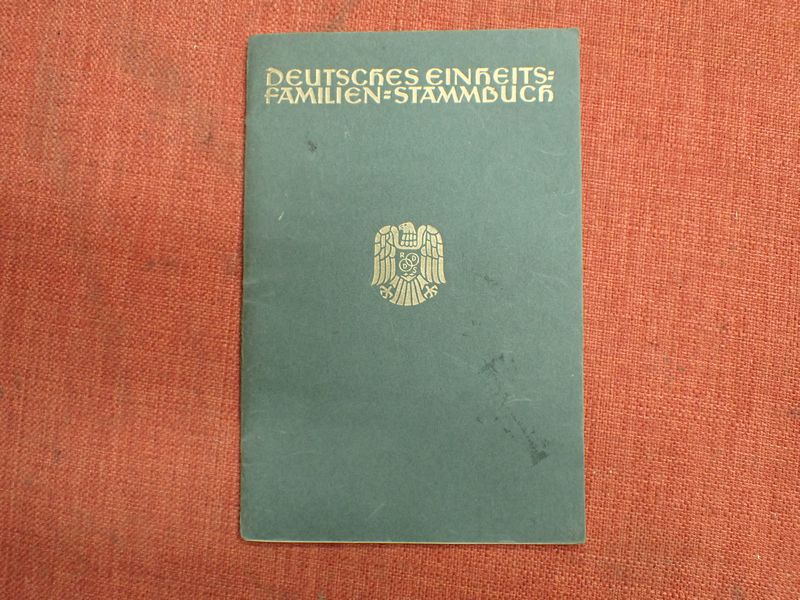 DEUTSCHES EINHEITS=
FAMILIEN=STAMMBUCH